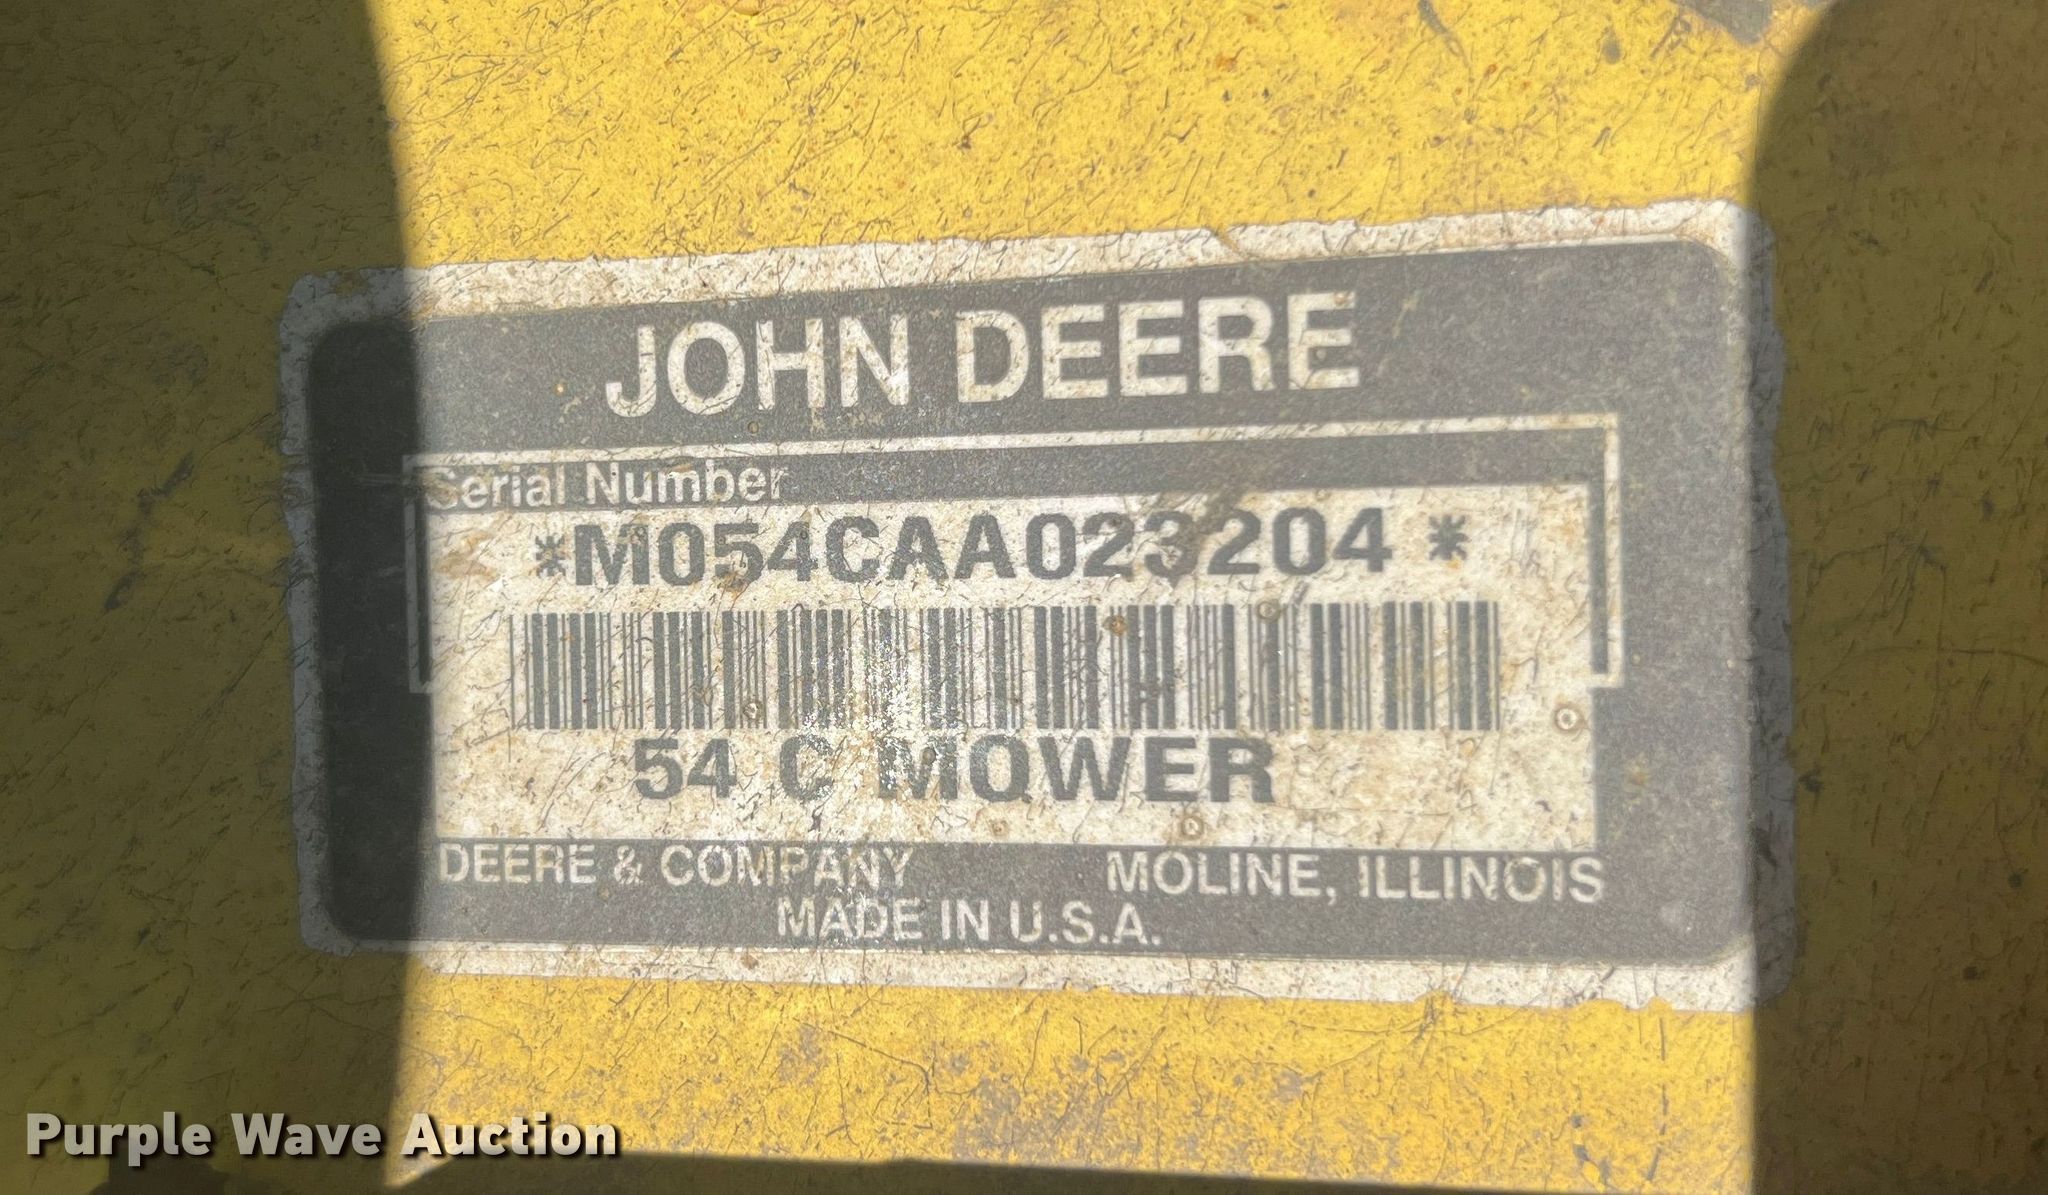 JOHN DEERE
Serial Number
*M054CAA023204 *
54 C MOWER
DEERE & COMPANY MOLINE, ILLINOIS
MADE IN U.S.A.
Purple Wave Auction